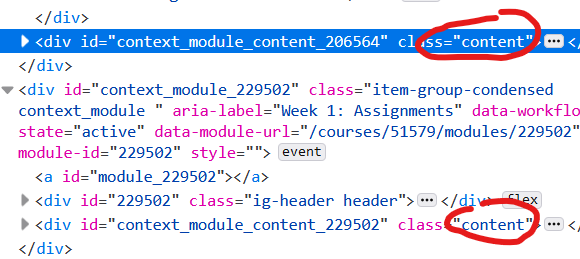 </div>
<div id="context_module_content_206564" class="content"> ··· </
</div>
<div id="context_module_229502" class="item-group-condensed
context_module " aria-label="Week 1: Assignments" data-workflo
state="active" data-module-url="/courses/51579/modules/229502"
module-id="229502" style=""> event
<a id="module_229502"></a>
<div id="229502" class="ig-header header"> ··· </div> flex
<div id="context_module_content_229502" class="content"> ··· </
</div>